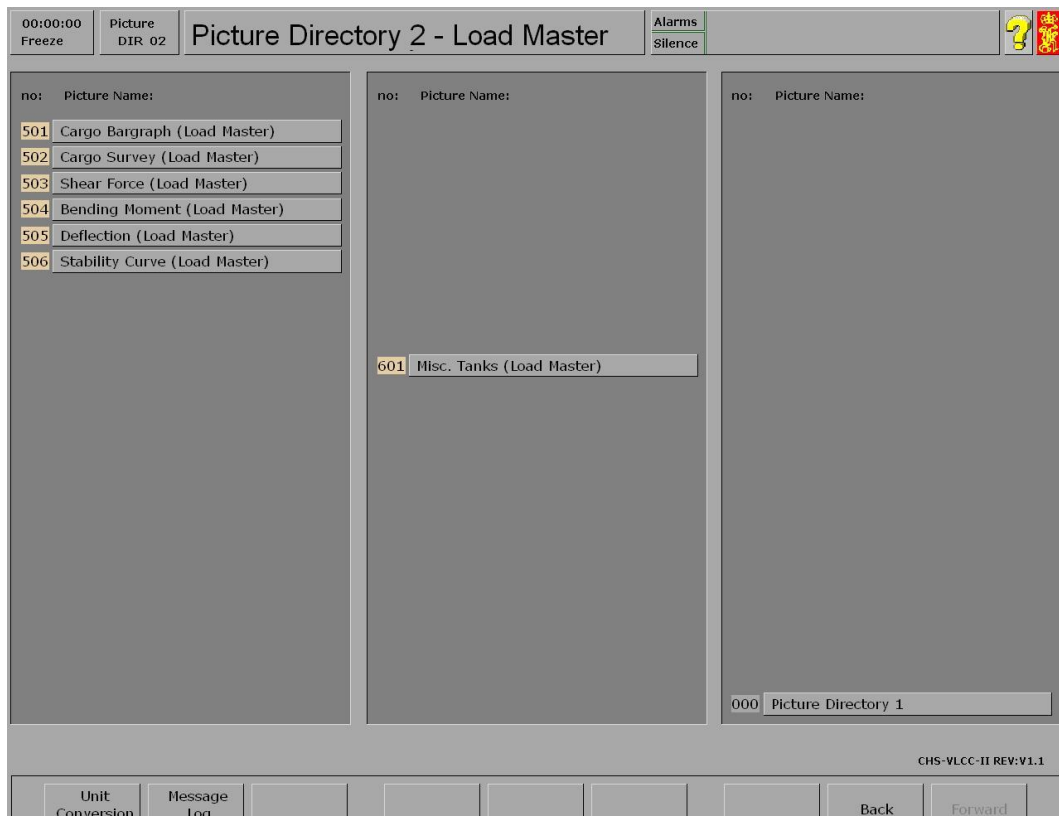 00:00:00
Freeze
Picture
DIR 02
Picture Directory 2 - Load Master
Alarms
Silence
no: Picture Name:
501 Cargo Bargraph (Load Master)
502 Cargo Survey (Load Master)
503 Shear Force (Load Master)
504 Bending Moment (Load Master)
505 Deflection (Load Master)
506 Stability Curve (Load Master)
no: Picture Name:
601 Misc. Tanks (Load Master)
no: Picture Name:
000 Picture Directory 1
CHS-VLCC-II REV:V1.1
Unit
Conversion
Message
Log
Back
Forward